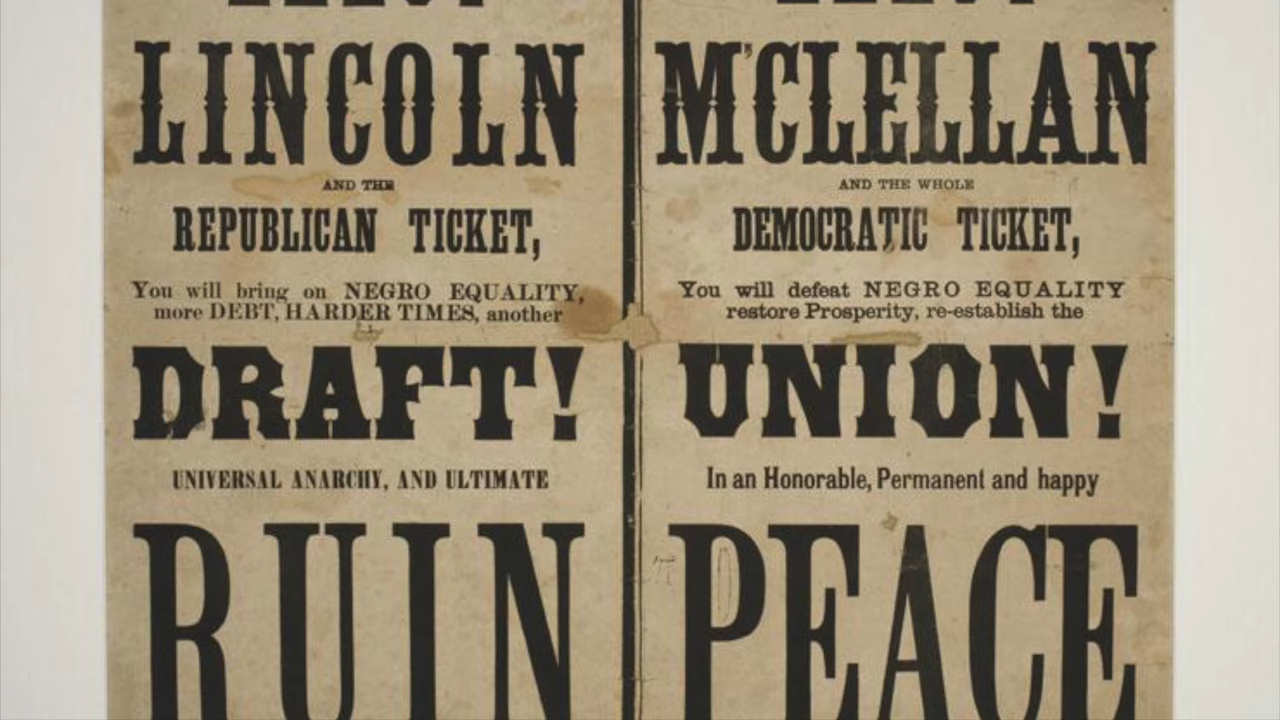 LINCOLN
AND THE
REPUBLICAN TICKET,
You will bring on NEGRO EQUALITY,
more DEBT, HARDER TIMES, another
DRAFT!
UNIVERSAL ANARCHY, AND ULTIMATE
RUIN
M'CLELLAN
AND THE WHOLE
DEMOCRATIC TICKET,
You will defeat NEGRO EQUALITY
restore Prosperity, re-establish the
UNION!
In an Honorable, Permanent and happy
PEACE